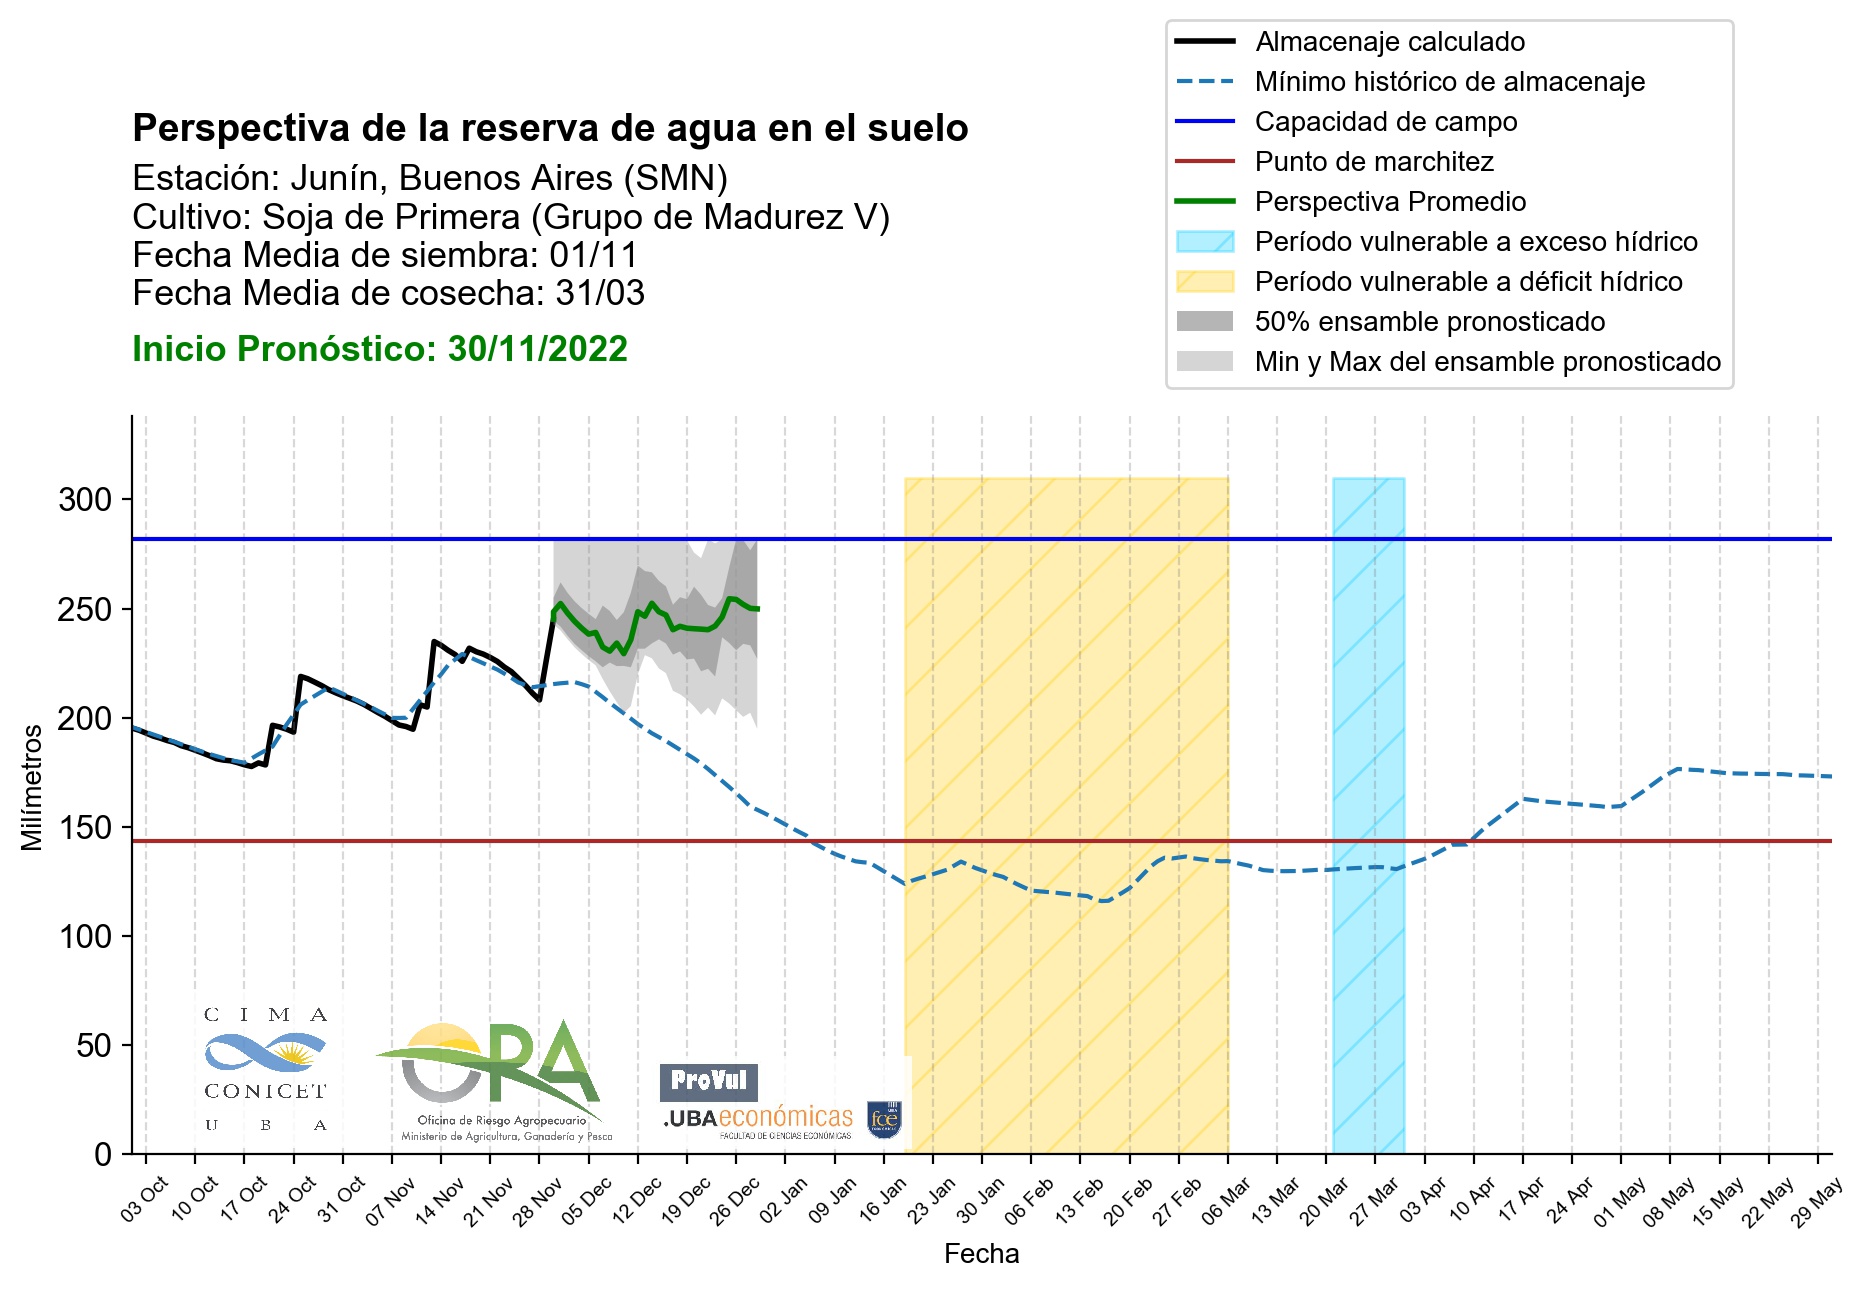 Almacenaje calculado
Mínimo histórico de almacenaje
Capacidad de campo
Punto de marchitez
Perspectiva Promedio
Período vulnerable a exceso hídrico
Período vulnerable a déficit hídrico
50% ensamble pronosticado
Min y Max del ensamble pronosticado
Perspectiva de la reserva de agua en el suelo
Estación: Junín, Buenos Aires (SMN)
Cultivo: Soja de Primera (Grupo de Madurez V)
Fecha Media de siembra: 01/11
Fecha Media de cosecha: 31/03
Inicio Pronóstico: 30/11/2022
Milímetros
300
250
200
150
100
50
0
CIMA
CONICET
UBA
ORA
Oficina de Riesgo Agropecuario
Ministerio de Agricultura, Ganadería y Pesca
ProVul
.UBAeconómicas
FACULTAD DE CIENCIAS ECONÓMICAS
UBA
fce
ECONÓMICAS
03 Oct
10 Oct
17 Oct
24 Oct
31 Oct
07 Nov
14 Nov
21 Nov
28 Nov
05 Dec
12 Dec
19 Dec
26 Dec
02 Jan
09 Jan
16 Jan
23 Jan
30 Jan
06 Feb
13 Feb
20 Feb
27 Feb
06 Mar
13 Mar
20 Mar
27 Mar
03 Apr
10 Apr
17 Apr
24 Apr
01 May
08 May
15 May
22 May
29 May
Fecha